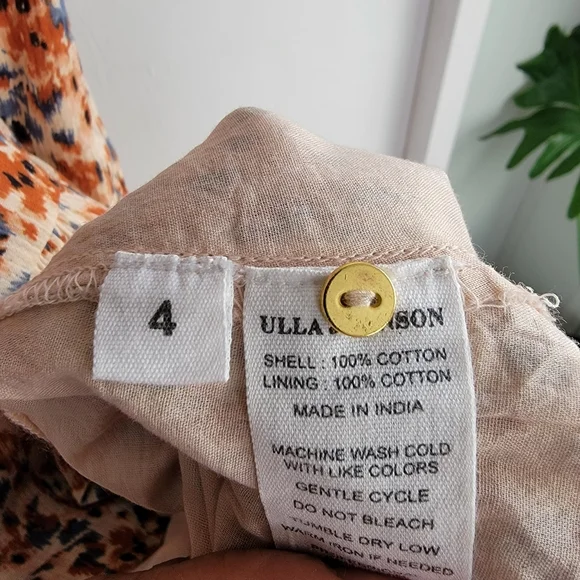 4
ULLA J NSON
SHELL : 100% COTTON
LINING : 100% COTTON
MADE IN INDIA
MACHINE WASH COLD
WITH LIKE COLORS
GENTLE CYCLE
DO NOT BLEACH
TUMBLE DRY LOW
WARM IRON IF NEEDED